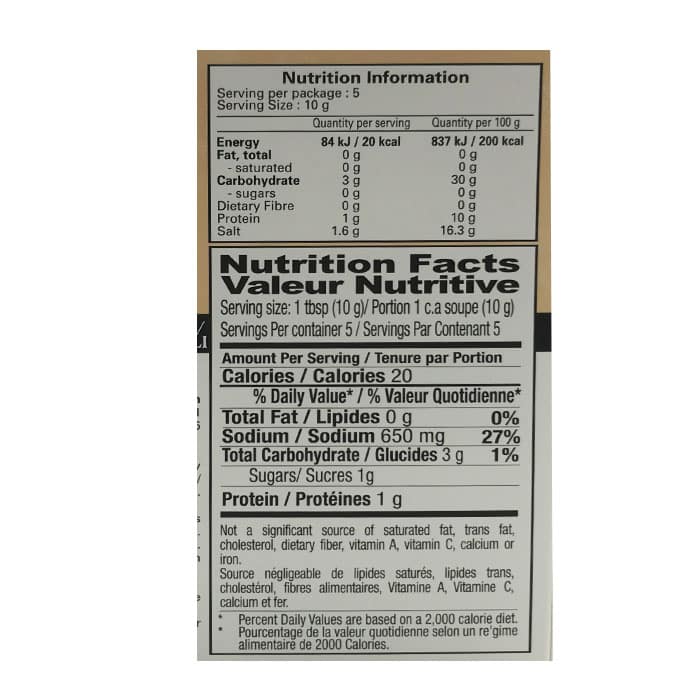 Nutrition Information
Serving per package : 5
Serving Size : 10 g
Quantity per serving Quantity per 100 g
Energy 84 kJ / 20 kcal 837 kJ / 200 kcal
Fat, total 0 g 0 g
- saturated 0 g 0 g
Carbohydrate 3 g 30 g
- sugars 0 g 0 g
Dietary Fibre 0 g 0 g
Protein 1 g 10 g
Salt 1.6 g 16.3 g
Nutrition Facts
Valeur Nutritive
Serving size: 1 tbsp (10 g)/ Portion 1 c.a soupe (10 g)
Servings Per container 5 / Servings Par Contenant 5
Amount Per Serving / Tenure par Portion
Calories / Calories 20
% Daily Value* / % Valeur Quotidienne*
Total Fat / Lipides 0 g 0%
Sodium / Sodium 650 mg 27%
Total Carbohydrate / Glucides 3 g 1%
Sugars/ Sucres 1g
Protein / Protéines 1 g
Not a significant source of saturated fat, trans fat,
cholesterol, dietary fiber, vitamin A, vitamin C, calcium or
iron.
Source négligeable de lipides saturés, lipides trans,
cholestérol, fibres alimentaires, Vitamine A, Vitamine C,
calcium et fer.
* Percent Daily Values are based on a 2,000 calorie diet.
* Pourcentage de la valeur quotidienne selon un re'gime
alimentaire de 2000 Calories.